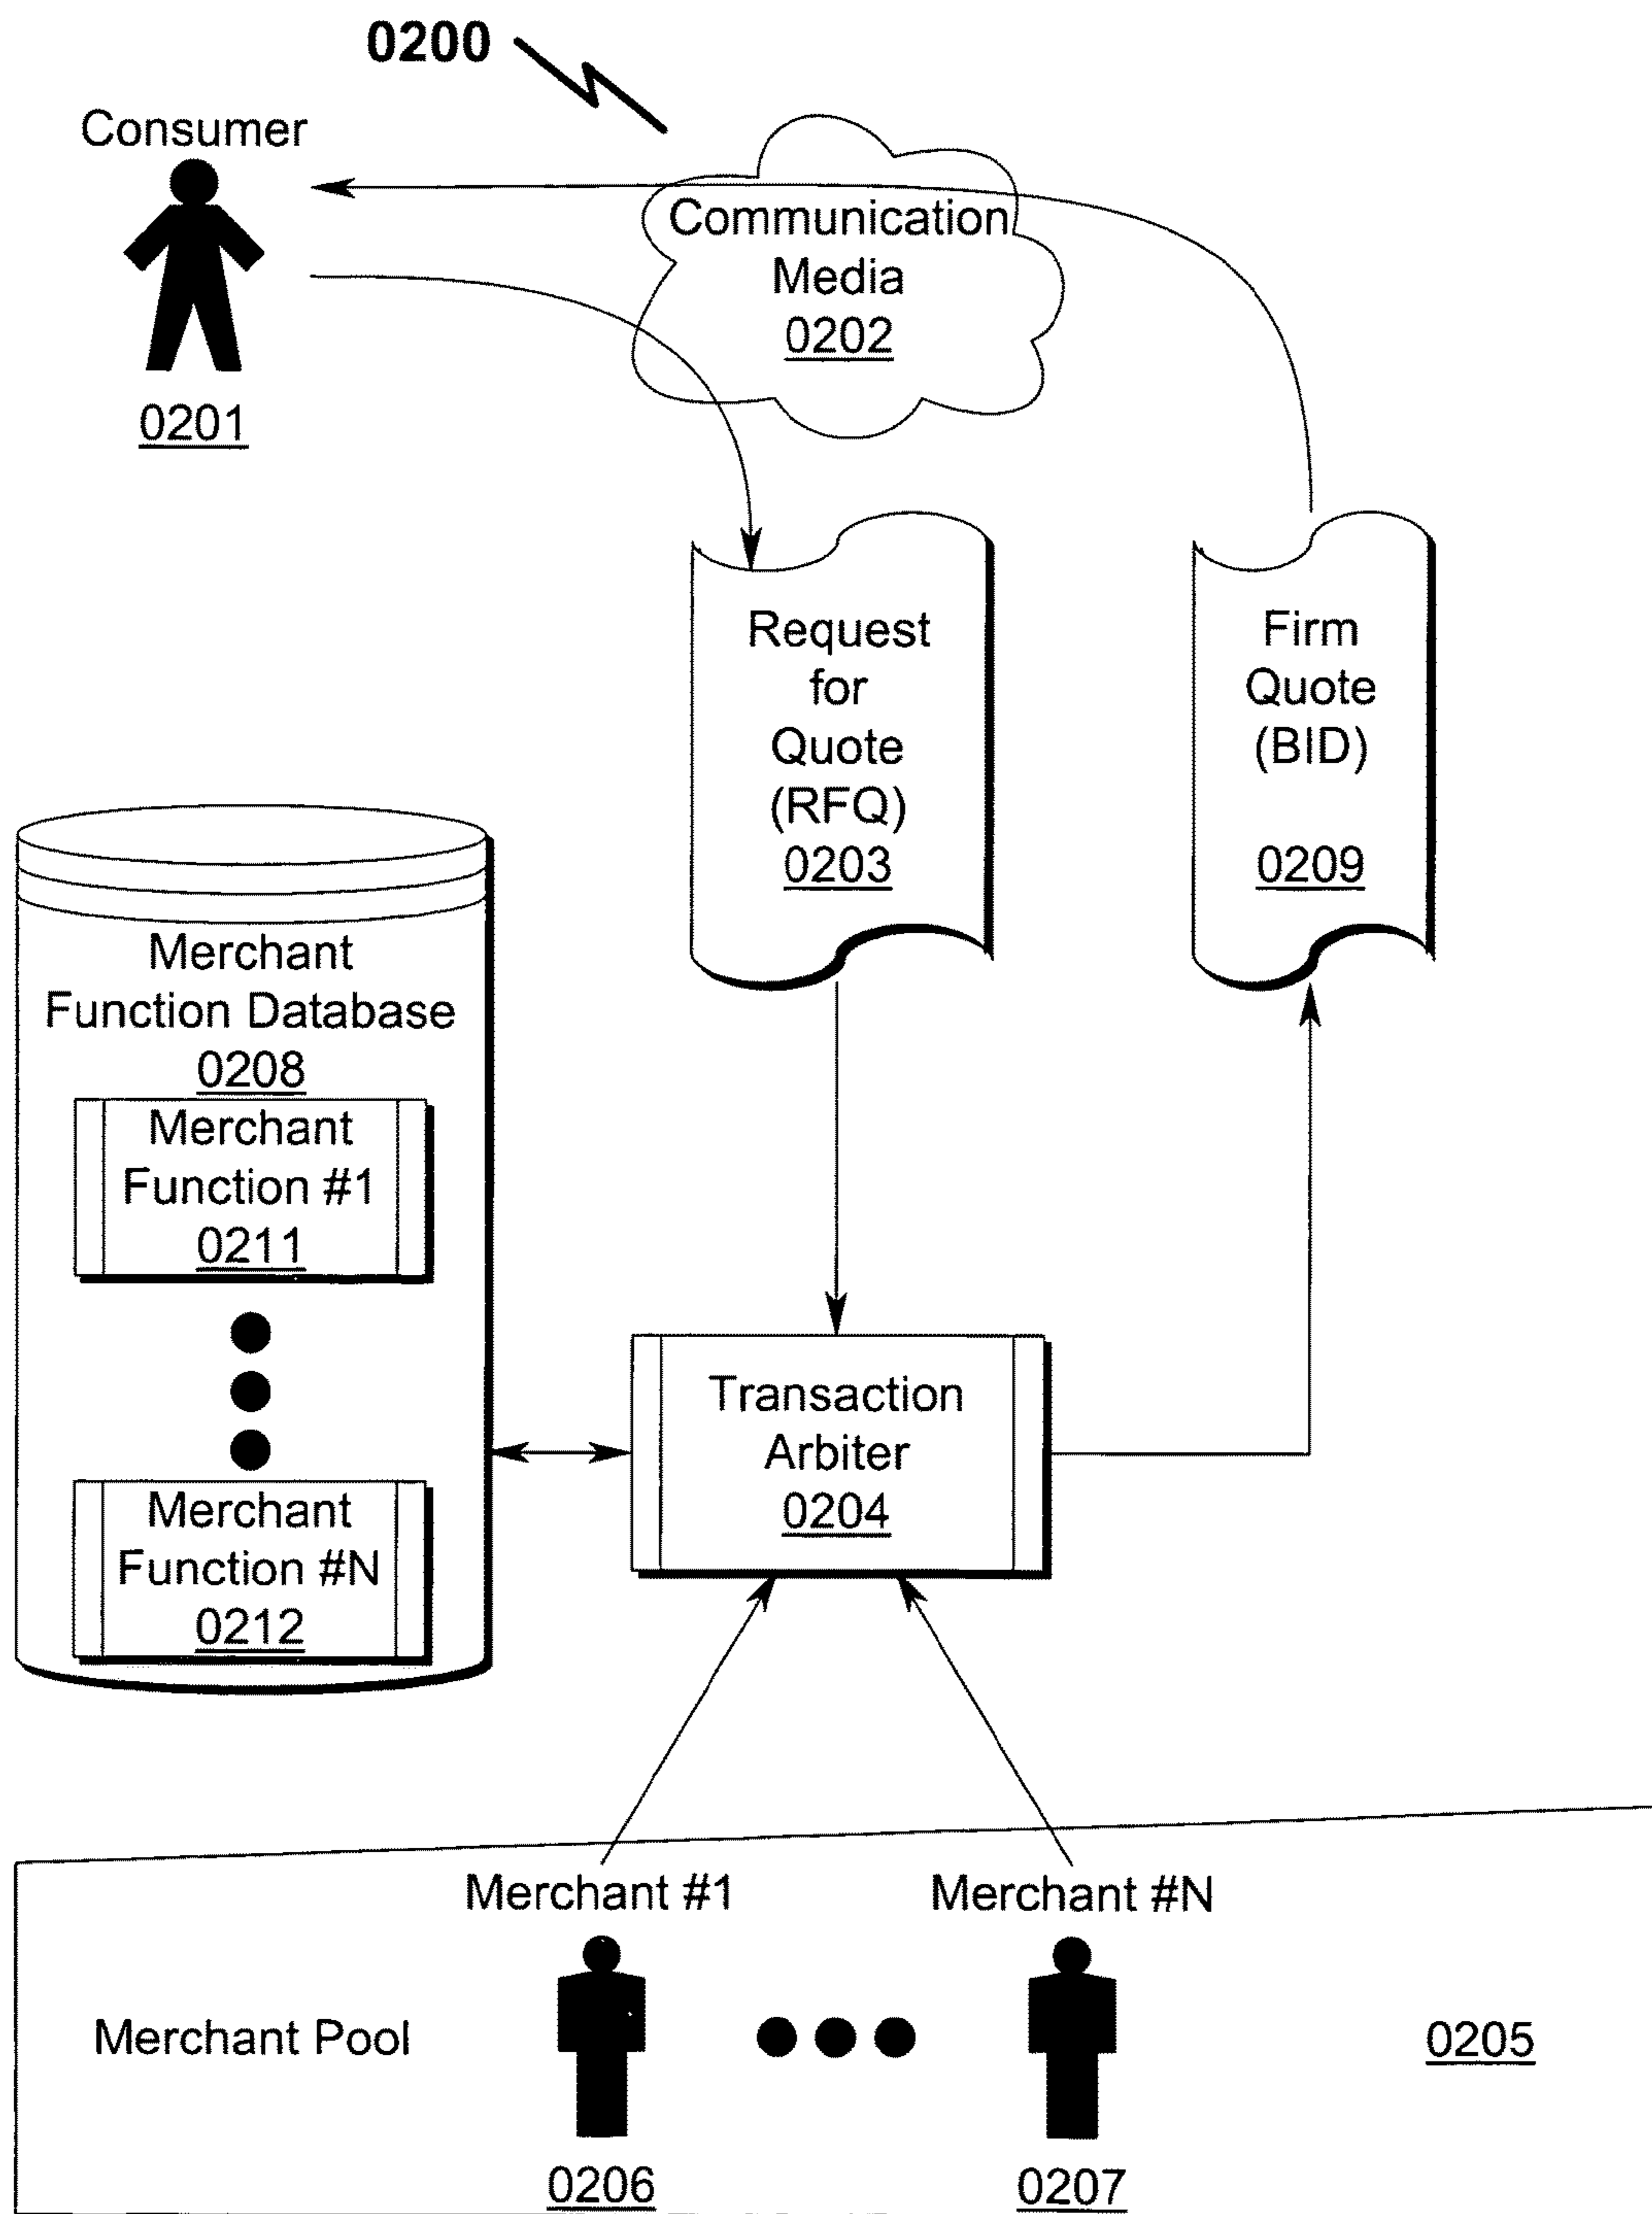 0200
Consumer
0201
Communication
Media
0202
Request
for
Quote
(RFQ)
0203
Firm
Quote
(BID)
0209
Merchant
Function Database
0208
Merchant
Function #1
0211
Merchant
Function #N
0212
Transaction
Arbiter
0204
Merchant #1
Merchant #N
Merchant Pool
0205
0206
0207